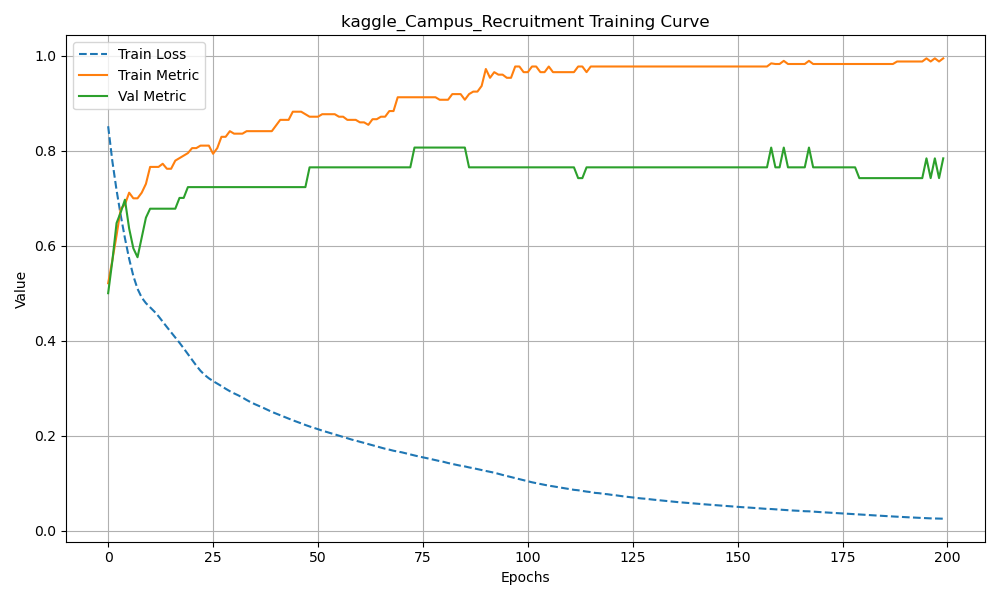 kaggle_Campus_Recruitment Training Curve
Train Loss
Train Metric
Val Metric
Value
1.0
0.8
0.6
0.4
0.2
0.0
0 25 50 75 100 125 150 175 200
Epochs